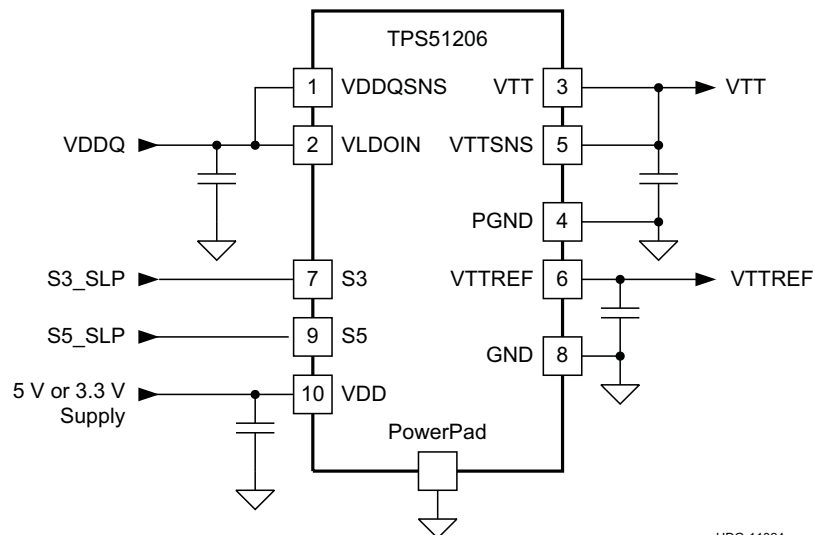 TPS51206
1 VDDQSNS VTT 3 VTT
VDDQ 2 VLDOIN VTTSNS 5
PGND 4
S3_SLP 7 S3 VTTREF 6 VTTREF
S5_SLP 9 S5
GND 8
5 V or 3.3 V
Supply
10 VDD
PowerPad